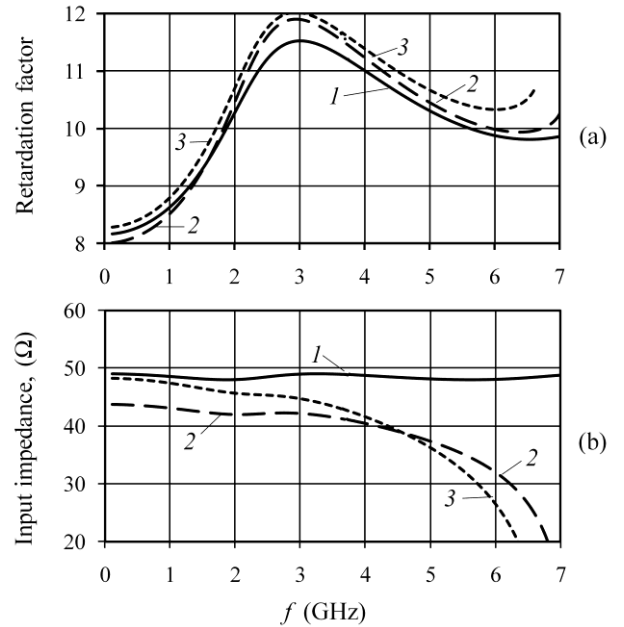 12
11
10
9
8
Retardation factor
3
1
2
3
2
(a)
0 1 2 3 4 5 6 7
60
50
40
30
20
Input impedance, (Ω)
1
2
2
3
(b)
0 1 2 3 4 5 6 7
f (GHz)